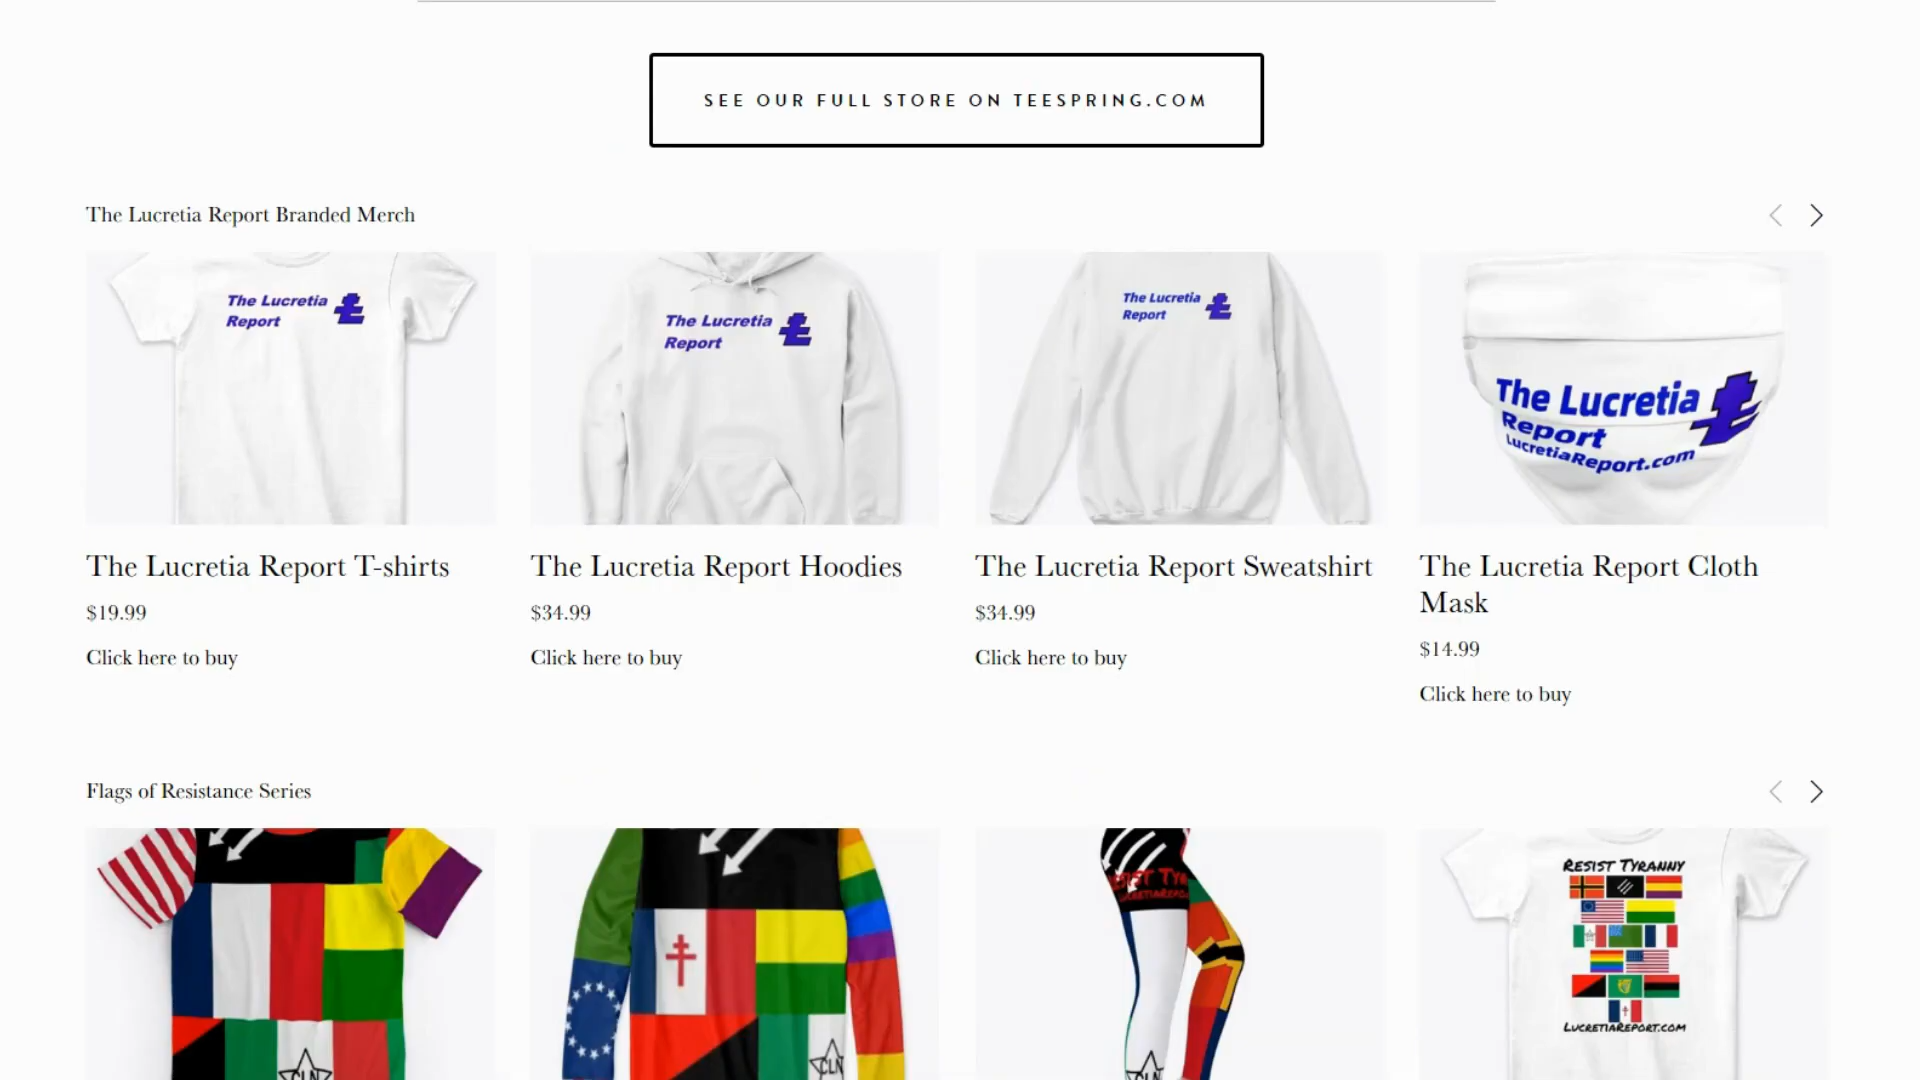 SEE OUR FULL STORE ON TEESPRING.COM
The Lucretia Report Branded Merch
The Lucretia
Report
The Lucretia
Report
The Lucretia
Report
The Lucretia
Report
LucretiaReport.com
The Lucretia Report T-shirts
$19.99
Click here to buy
The Lucretia Report Hoodies
$34.99
Click here to buy
The Lucretia Report Sweatshirt
$34.99
Click here to buy
The Lucretia Report Cloth
Mask
$14.99
Click here to buy
Flags of Resistance Series
CLN
CLN
RESIST TYRANNY
LUCRETIAREPORT.COM